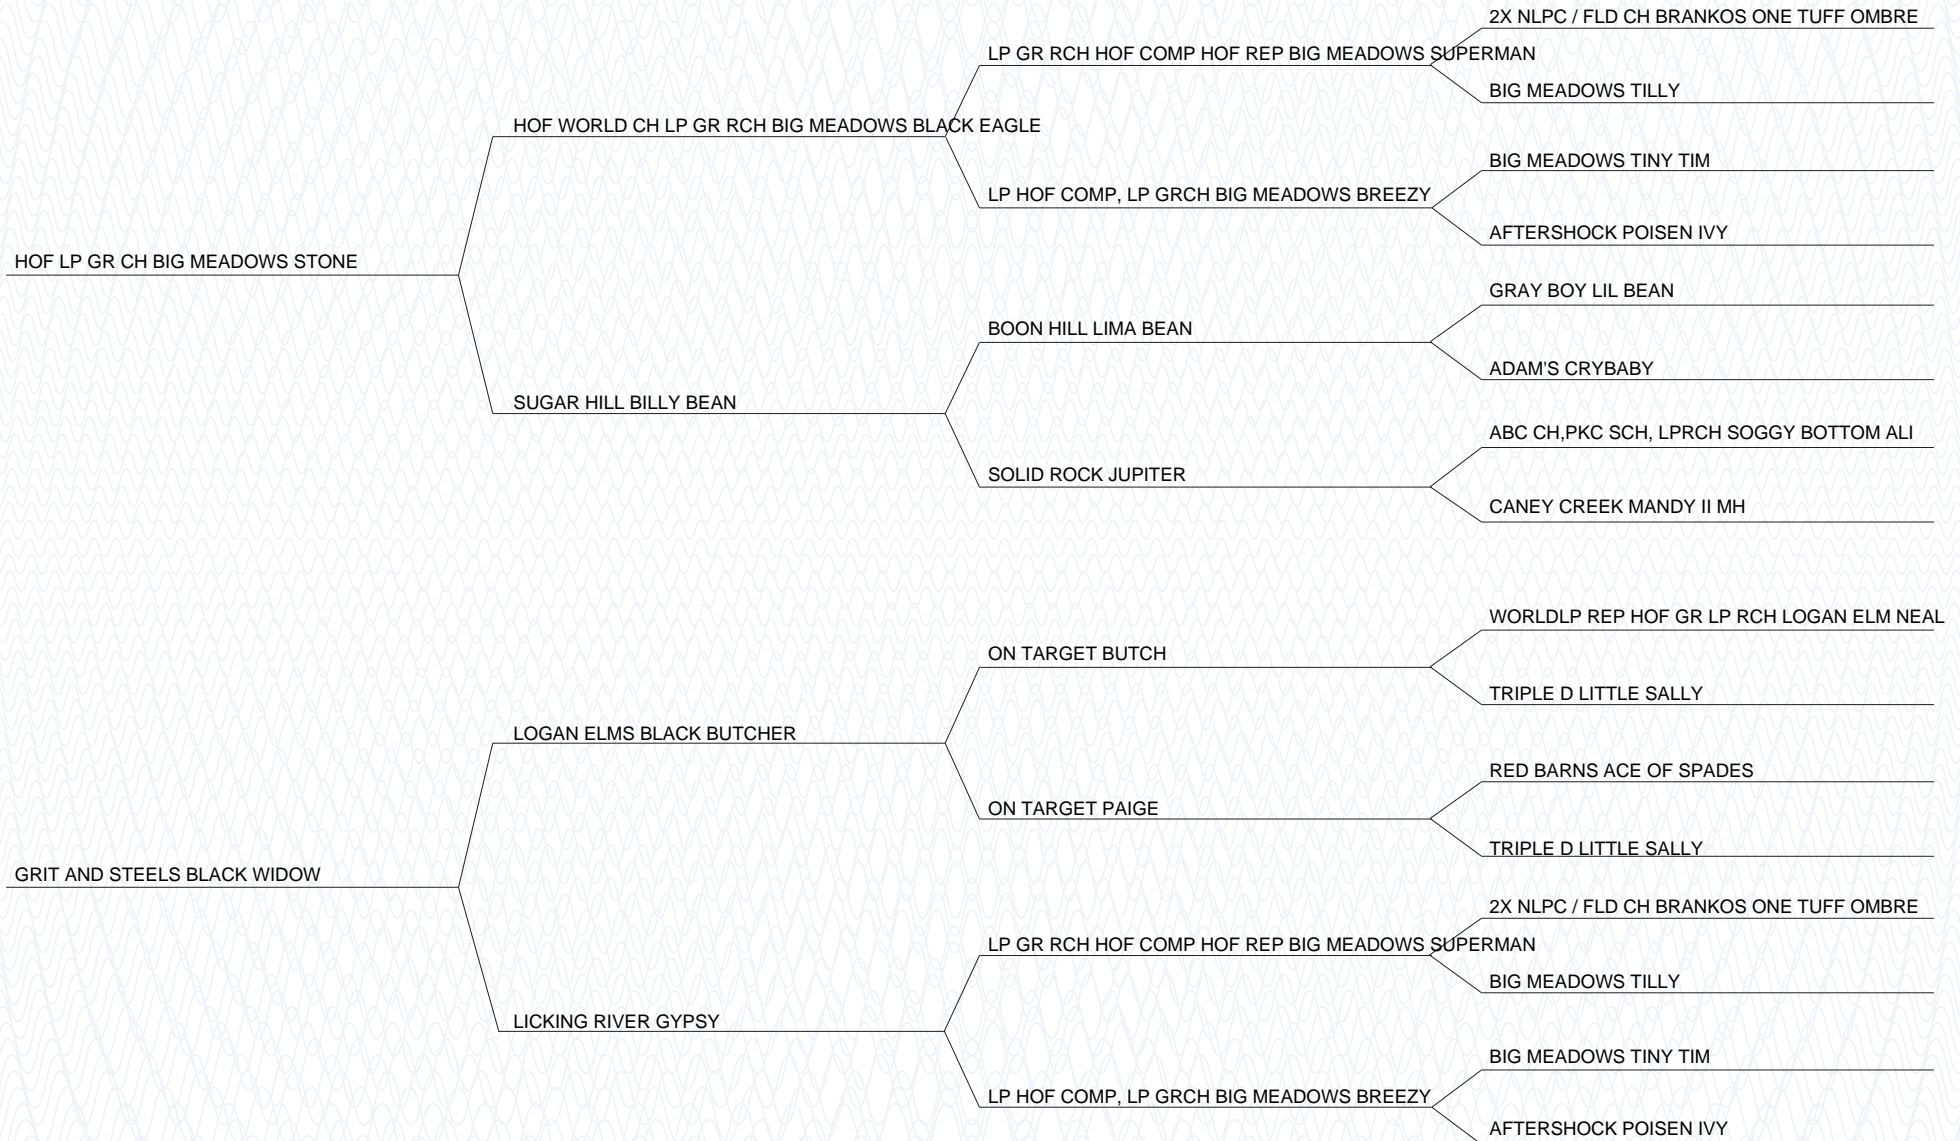 2X NLPC / FLD CH BRANKOS ONE TUFF OMBRE
LP GR RCH HOF COMP HOF REP BIG MEADOWS SUPERMAN
BIG MEADOWS TILLY
HOF WORLD CH LP GR RCH BIG MEADOWS BLACK EAGLE
BIG MEADOWS TINY TIM
LP HOF COMP, LP GRCH BIG MEADOWS BREEZY
AFTERSHOCK POISEN IVY
HOF LP GR CH BIG MEADOWS STONE
GRAY BOY LIL BEAN
BOON HILL LIMA BEAN
ADAM'S CRYBABY
SUGAR HILL BILLY BEAN
ABC CH,PKC SCH, LPRCH SOGGY BOTTOM ALI
SOLID ROCK JUPITER
CANEY CREEK MANDY II MH
WORLDLP REP HOF GR LP RCH LOGAN ELM NEAL
ON TARGET BUTCH
TRIPLE D LITTLE SALLY
LOGAN ELMS BLACK BUTCHER
RED BARNS ACE OF SPADES
ON TARGET PAIGE
TRIPLE D LITTLE SALLY
GRIT AND STEELS BLACK WIDOW
2X NLPC / FLD CH BRANKOS ONE TUFF OMBRE
LP GR RCH HOF COMP HOF REP BIG MEADOWS SUPERMAN
BIG MEADOWS TILLY
LICKING RIVER GYPSY
BIG MEADOWS TINY TIM
LP HOF COMP, LP GRCH BIG MEADOWS BREEZY
AFTERSHOCK POISEN IVY